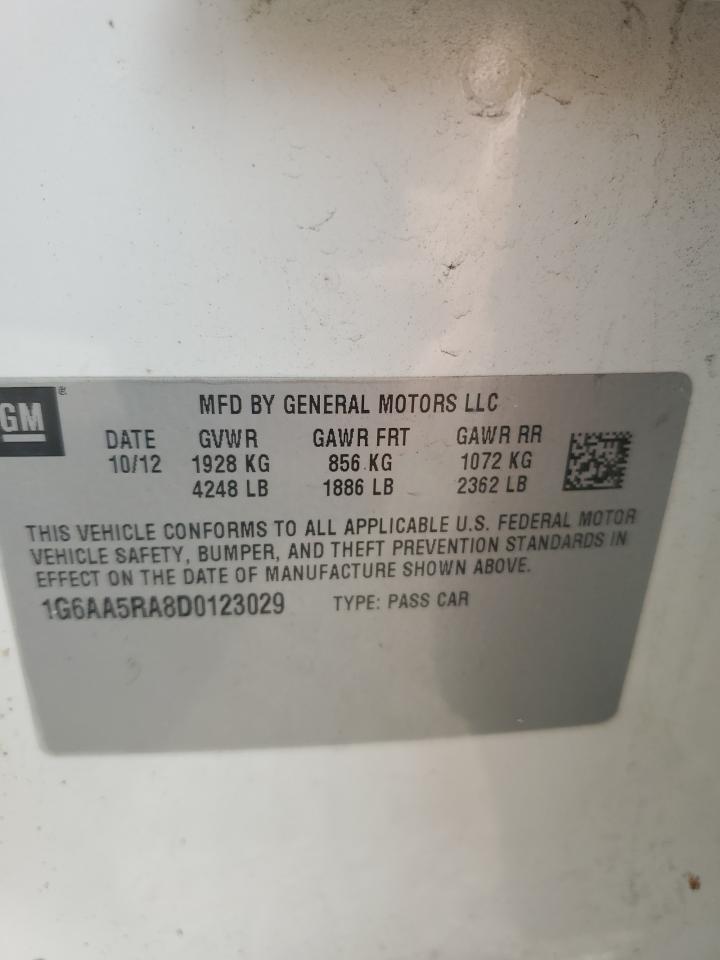 GM®
MFD BY GENERAL MOTORS LLC
DATE GVWR GAWR FRT GAWR RR
10/12 1928 KG 856 KG 1072 KG
4248 LB 1886 LB 2362 LB
THIS VEHICLE CONFORMS TO ALL APPLICABLE U.S. FEDERAL MOTOR
VEHICLE SAFETY, BUMPER, AND THEFT PREVENTION STANDARDS IN
EFFECT ON THE DATE OF MANUFACTURE SHOWN ABOVE.
1G6AA5RA8D0123029 TYPE: PASS CAR